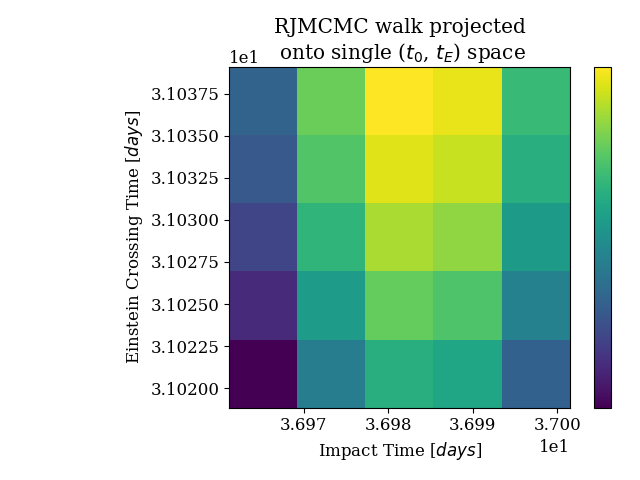 RJMCMC walk projected
onto single (t₀, t_E) space
1e1
3.10375
3.10350
3.10325
3.10300
3.10275
3.10250
3.10225
3.10200
Einstein Crossing Time [days]
3.697
3.698
3.699
3.700
1e1
Impact Time [days]